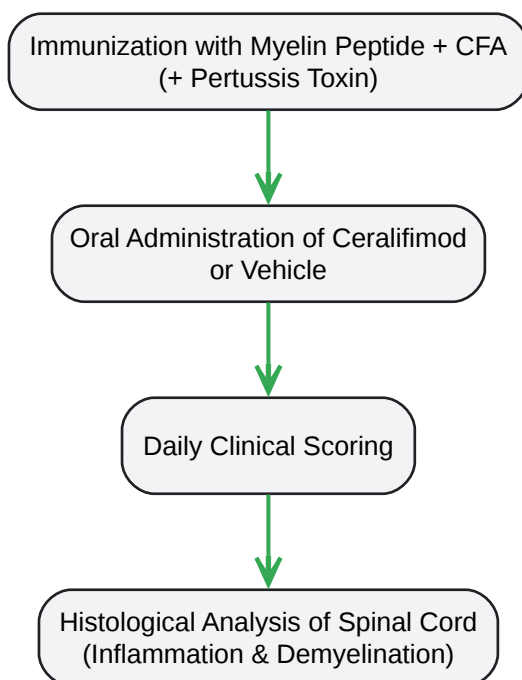 Immunization with Myelin Peptide + CFA
(+ Pertussis Toxin)
Oral Administration of Ceralifimod
or Vehicle
Daily Clinical Scoring
Histological Analysis of Spinal Cord
(Inflammation & Demyelination)